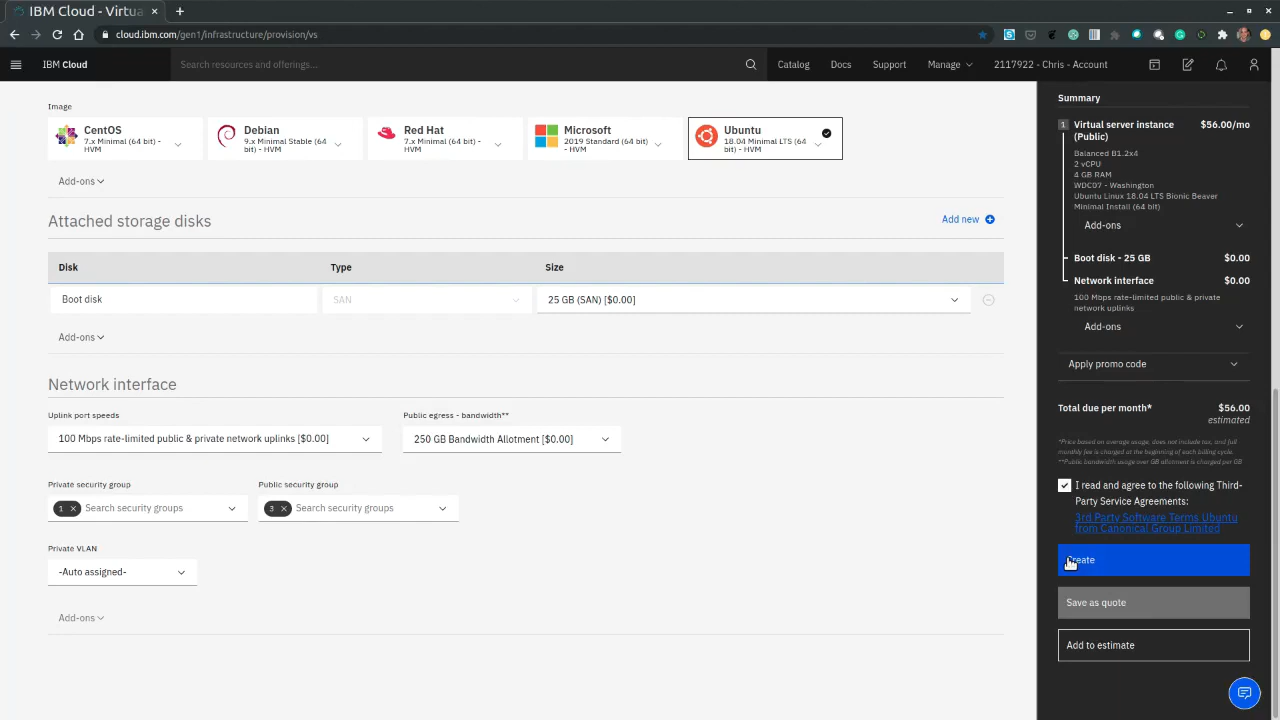 IBM Cloud - Virtua
cloud.ibm.com/gen1/infrastructure/provision/vs
IBM Cloud
Search resources and offerings...
Catalog
Docs
Support
Manage
2117922 - Chris - Account
Image
CentOS
7.x Minimal (64 bit) -
HVM
Debian
9.x Minimal Stable (64
bit) - HVM
Red Hat
7.x Minimal (64 bit) -
HVM
Microsoft
2019 Standard (64 bit)
- HVM
Ubuntu
18.04 Minimal LTS (64
bit) - HVM
Add-ons
Attached storage disks
Add new
Disk
Type
Size
Boot disk
SAN
25 GB (SAN) [$0.00]
Add-ons
Network interface
Uplink port speeds
Public egress - bandwidth**
100 Mbps rate-limited public & private network uplinks [$0.00]
250 GB Bandwidth Allotment [$0.00]
Private security group
Public security group
1 Search security groups
3 Search security groups
Private VLAN
-Auto assigned-
Add-ons
Summary
1 Virtual server instance
(Public)
$56.00/mo
Balanced B1.2x4
2 vCPU
4 GB RAM
WDC07 - Washington
Ubuntu Linux 18.04 LTS Bionic Beaver
Minimal Install (64 bit)
Add-ons
Boot disk - 25 GB $0.00
Network interface $0.00
100 Mbps rate-limited public & private
network uplinks
Add-ons
Apply promo code
Total due per month* $56.00
estimated
*Price based on average usage, does not include tax, and full
monthly fee is charged at the beginning of each billing cycle.
**Public bandwidth usage over GB allotment is charged per GB
I read and agree to the following Third-
Party Service Agreements:
3rd Party Software Terms Ubuntu
from Canonical Group Limited
Create
Save as quote
Add to estimate